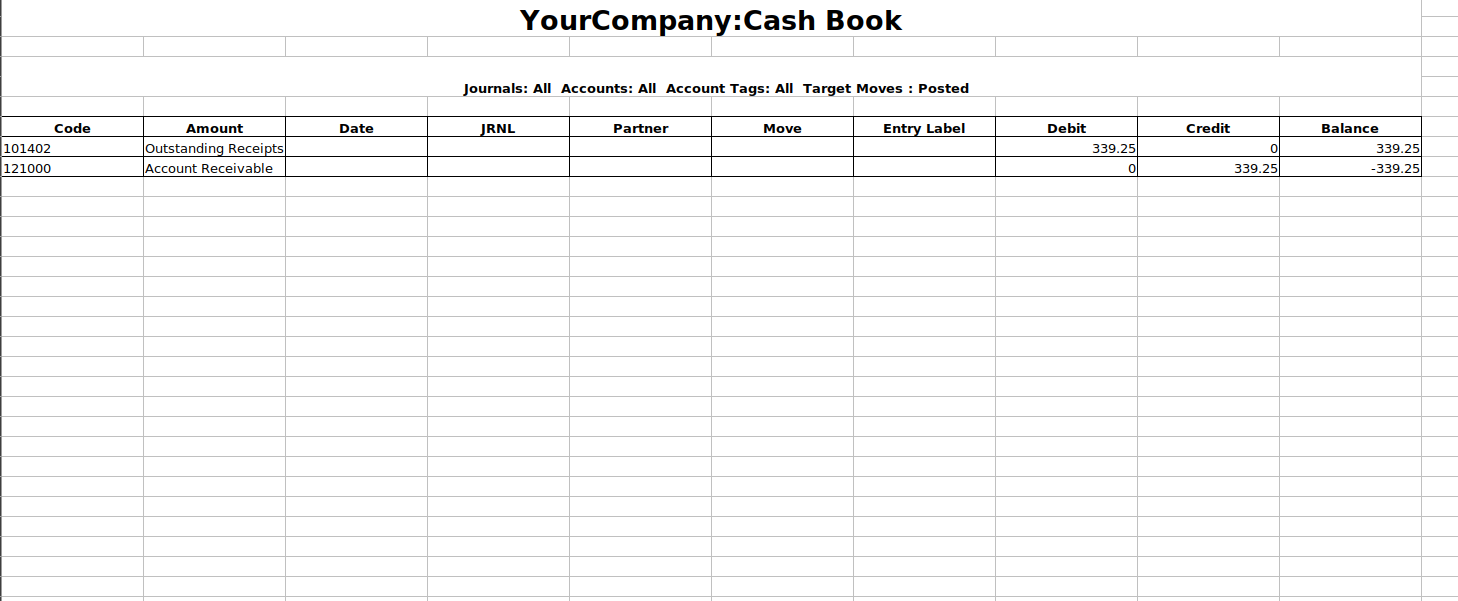 YourCompany:Cash Book
Journals: All  Accounts: All  Account Tags: All  Target Moves : Posted
Code Amount Date JRNL Partner Move Entry Label Debit Credit Balance
101402 Outstanding Receipts 339.25 0 339.25
121000 Account Receivable 0 339.25 -339.25